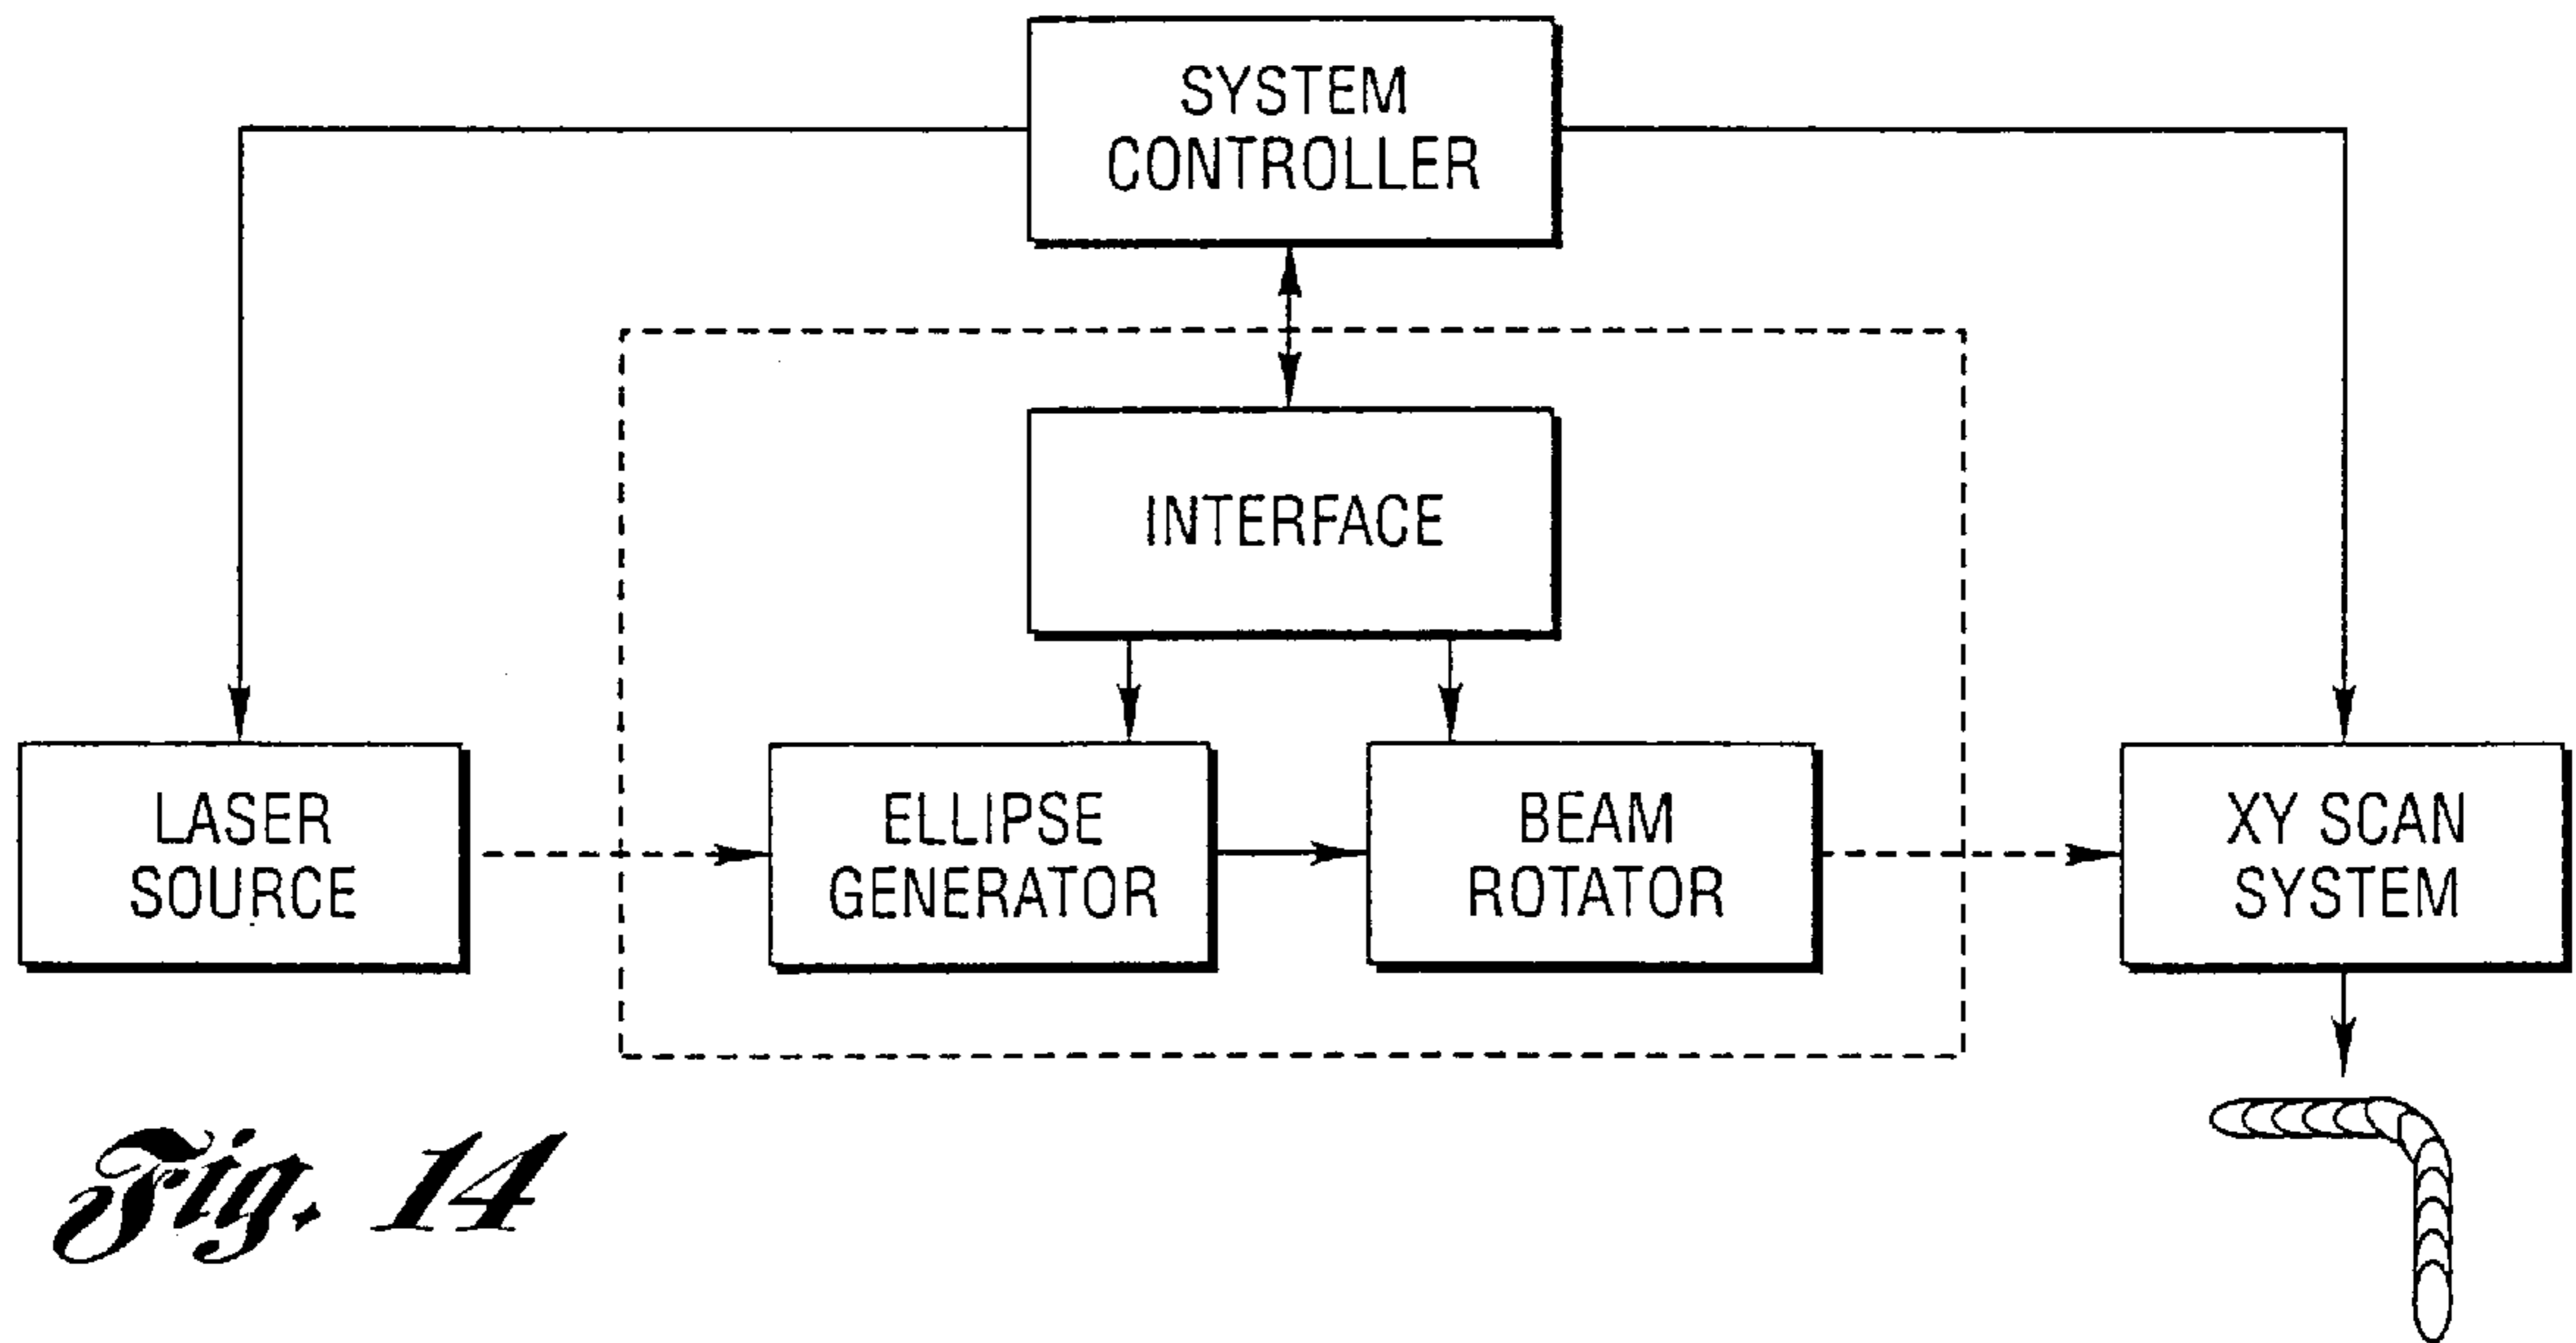 SYSTEM
CONTROLLER
INTERFACE
LASER
SOURCE
ELLIPSE
GENERATOR
BEAM
ROTATOR
XY SCAN
SYSTEM
Fig. 14